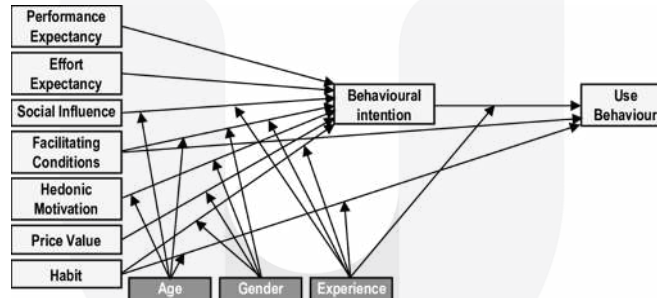 Performance
Expectancy
Effort
Expectancy
Social Influence
Facilitating
Conditions
Hedonic
Motivation
Price Value
Habit
Behavioural
intention
Use
Behaviour
Age
Gender
Experience